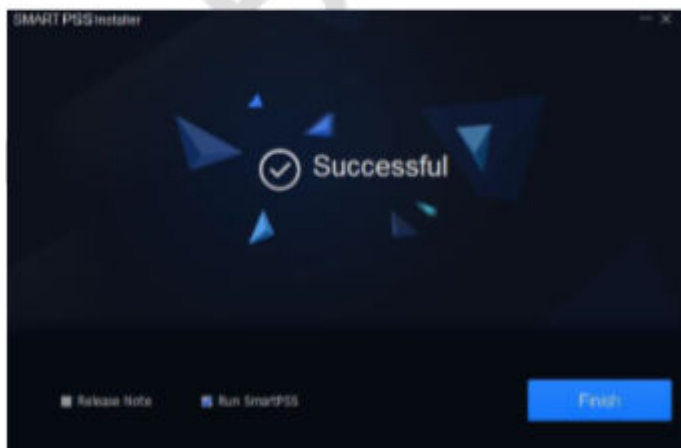 SMART PSS Installer
Successful
Release Note
Run SmartPSS
Finish